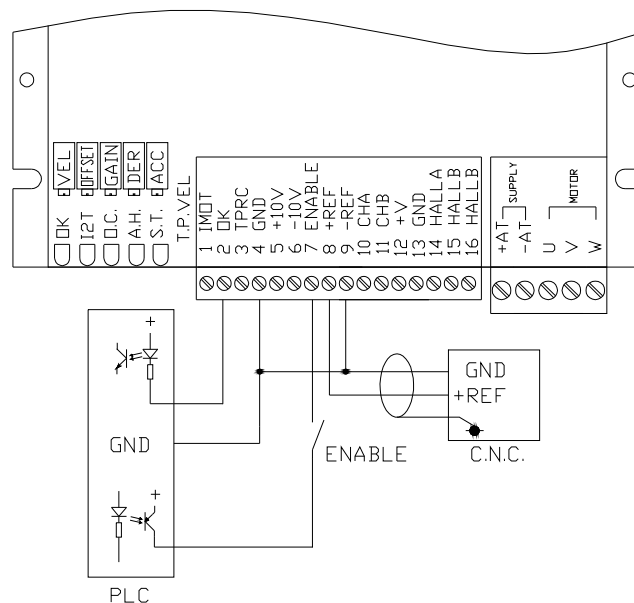 OK VEL
I2T OFFSET
O.C. GAIN
A.H. DER
S.T. ACC
T.P.VEL
1 IMOT
2 OK
3 TPRC
4 GND
5 +10V
6 -10V
7 ENABLE
8 +REF
9 -REF
10 CHA
11 CHB
12 +V
13 GND
14 HALLA
15 HALLB
16 HALLB
+AT
-AT
SUPPLY
U
V
W
MOTOR
+
GND
+
PLC
ENABLE
GND
+REF
C.N.C.